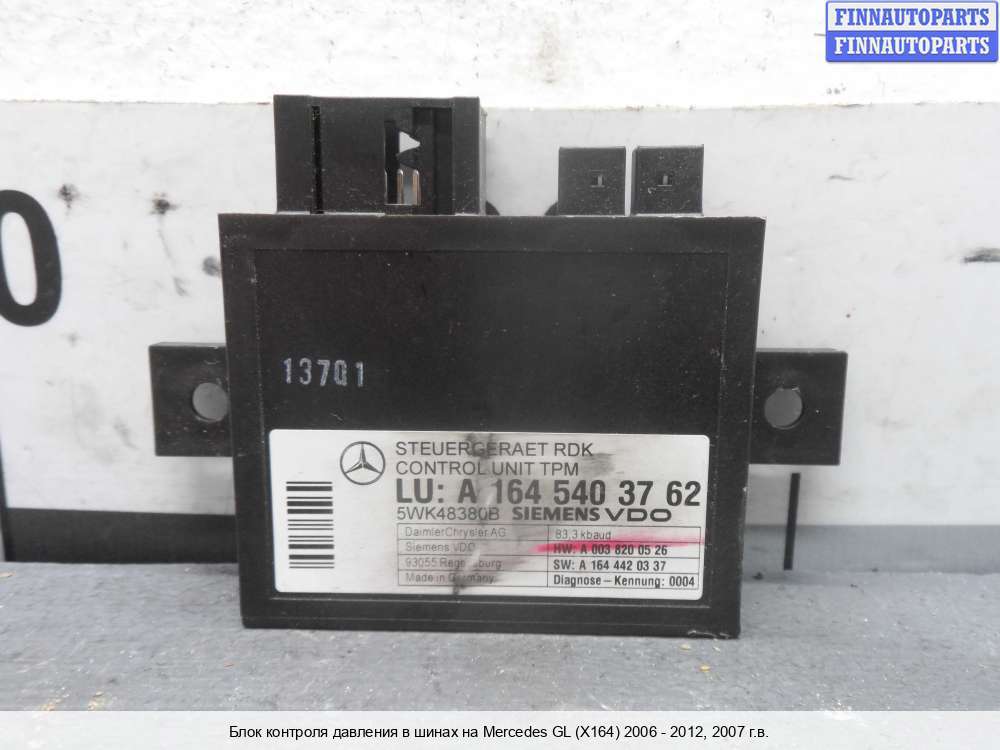 FINNAUTOPARTS
FINNAUTOPARTS
0
13701
STEUERGERAET RDK
CONTROL UNIT TPM
LU: A 164 540 37 62
5WK48380B SIEMENS VDO
DaimlerChrysler AG 83,3 kbaud
Siemens VDO HW: A 003 820 05 26
93055 Regensburg SW: A 164 442 03 37
Made in Germany Diagnose - Kennung: 0004
Блок контроля давления в шинах на Mercedes GL (X164) 2006 - 2012, 2007 г.в.